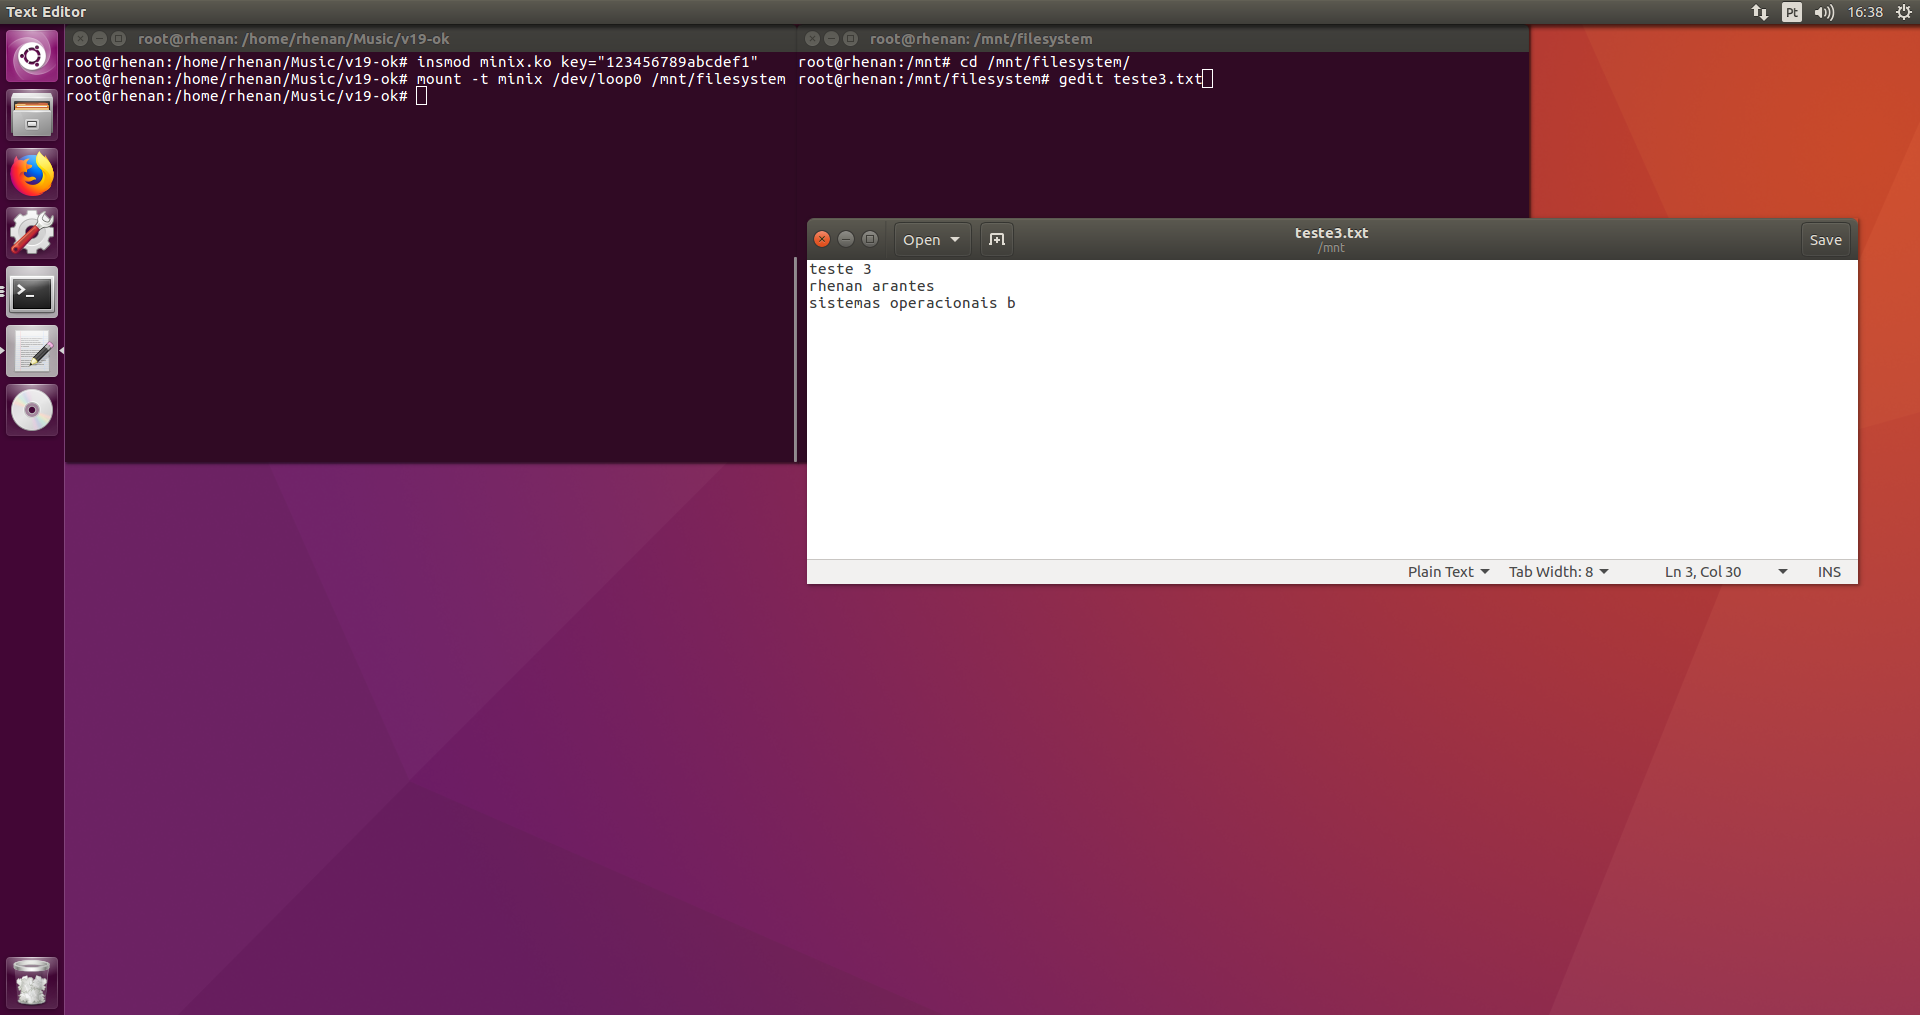 Text Editor
Pt
16:38
root@rhenan: /home/rhenan/Music/v19-ok
root@rhenan:/home/rhenan/Music/v19-ok# insmod minix.ko key="123456789abcdef1"
root@rhenan:/home/rhenan/Music/v19-ok# mount -t minix /dev/loop0 /mnt/filesystem
root@rhenan:/home/rhenan/Music/v19-ok#
root@rhenan: /mnt/filesystem
root@rhenan:/mnt# cd /mnt/filesystem/
root@rhenan:/mnt/filesystem# gedit teste3.txt
Open
teste3.txt
/mnt
Save
teste 3
rhenan arantes
sistemas operacionais b
Plain Text
Tab Width: 8
Ln 3, Col 30
INS